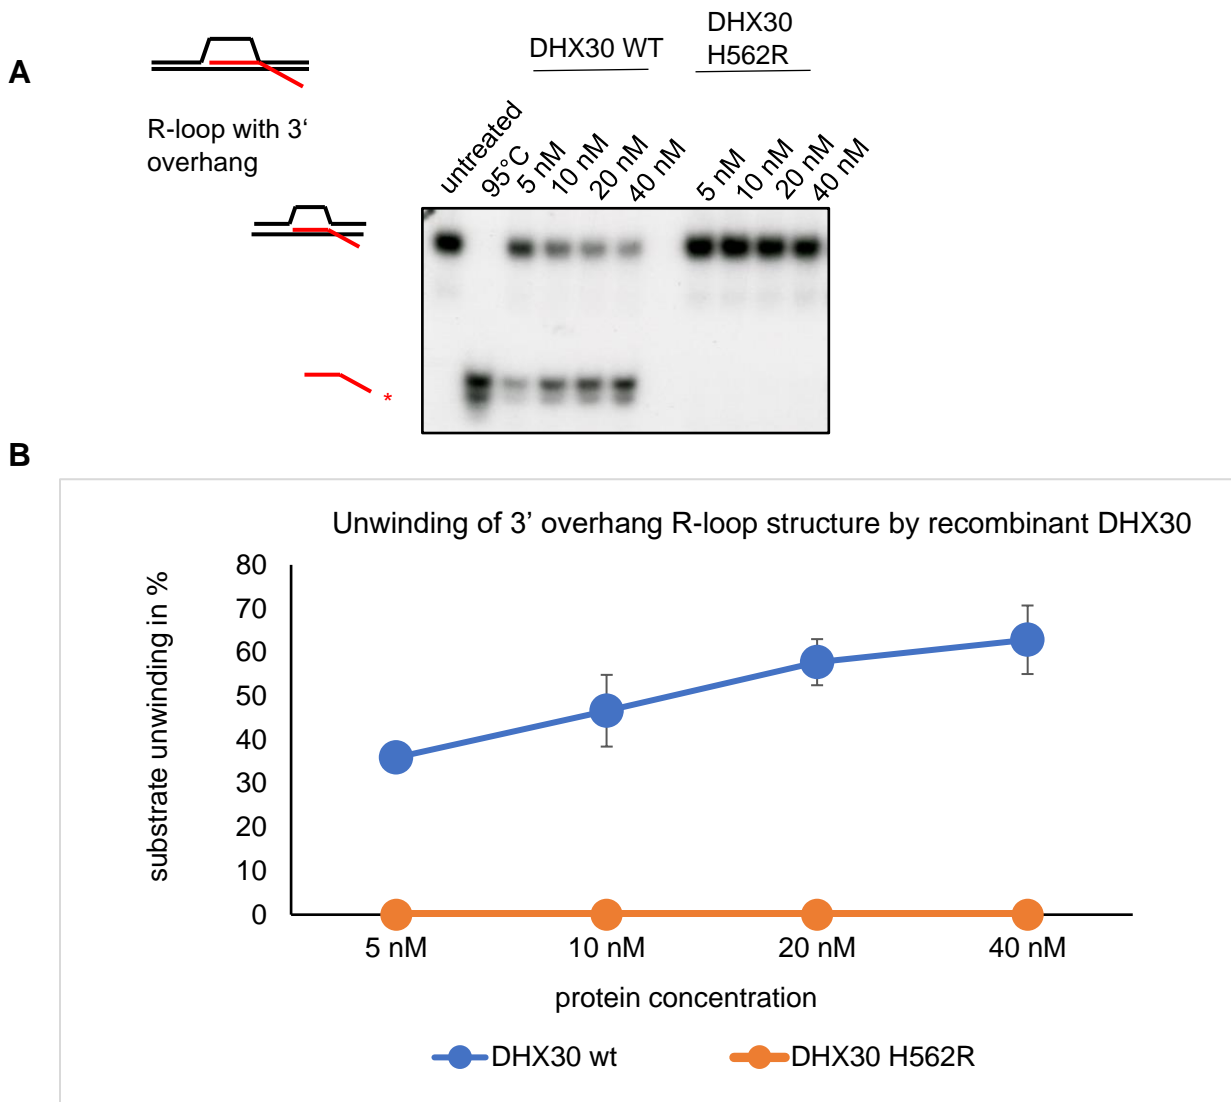 A
R-loop with 3‘
overhang
DHX30 WT
DHX30
H562R
untreated
95°C
5 nM
10 nM
20 nM
40 nM
5 nM
10 nM
20 nM
40 nM
*
B
Unwinding of 3’ overhang R-loop structure by recombinant DHX30
substrate unwinding in %
80
70
60
50
40
30
20
10
0
5 nM
10 nM
20 nM
40 nM
protein concentration
DHX30 wt
DHX30 H562R